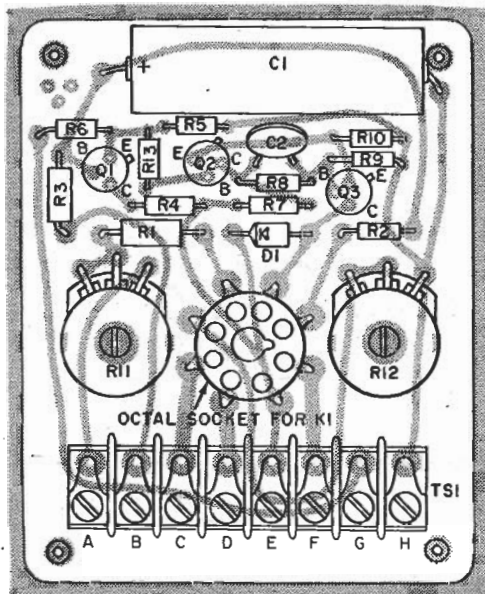 + C1
R6 R5 C2 R10
B E R13 E Q2 C R9
Q1 B R8 B E
R3 C Q3
R4 R7 C
R1 K D1 R2
R11 R12
OCTAL SOCKET FOR K1
TS1
A B C D E F G H